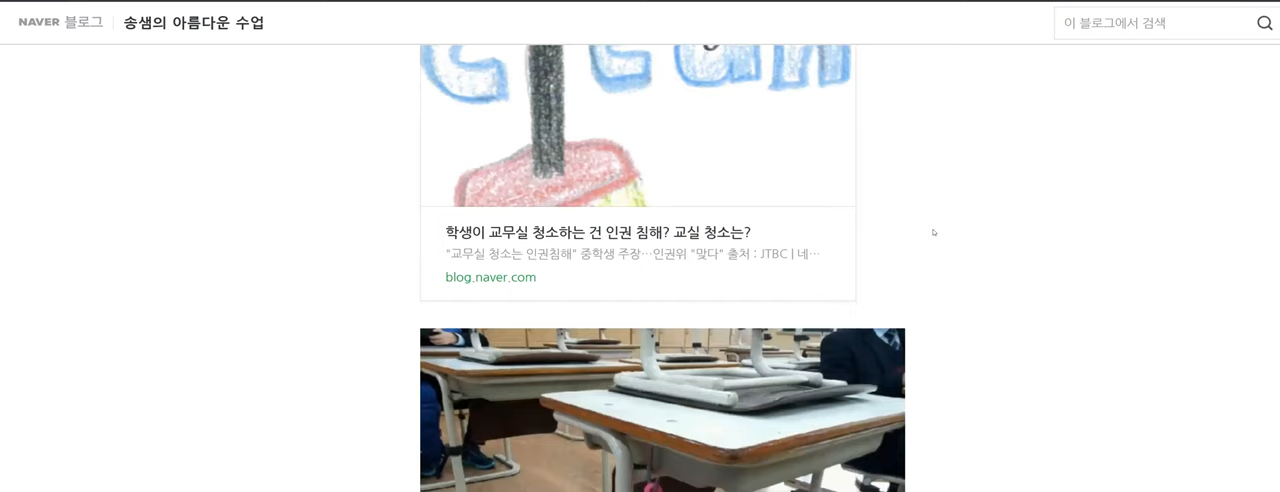 NAVER 블로그 송샘의 아름다운 수업
이 블로그에서 검색
clean
학생이 교무실 청소하는 건 인권 침해? 교실 청소는?
"교무실 청소는 인권침해" 중학생 주장…인권위 "맞다" 출처 : JTBC | 네…
blog.naver.com